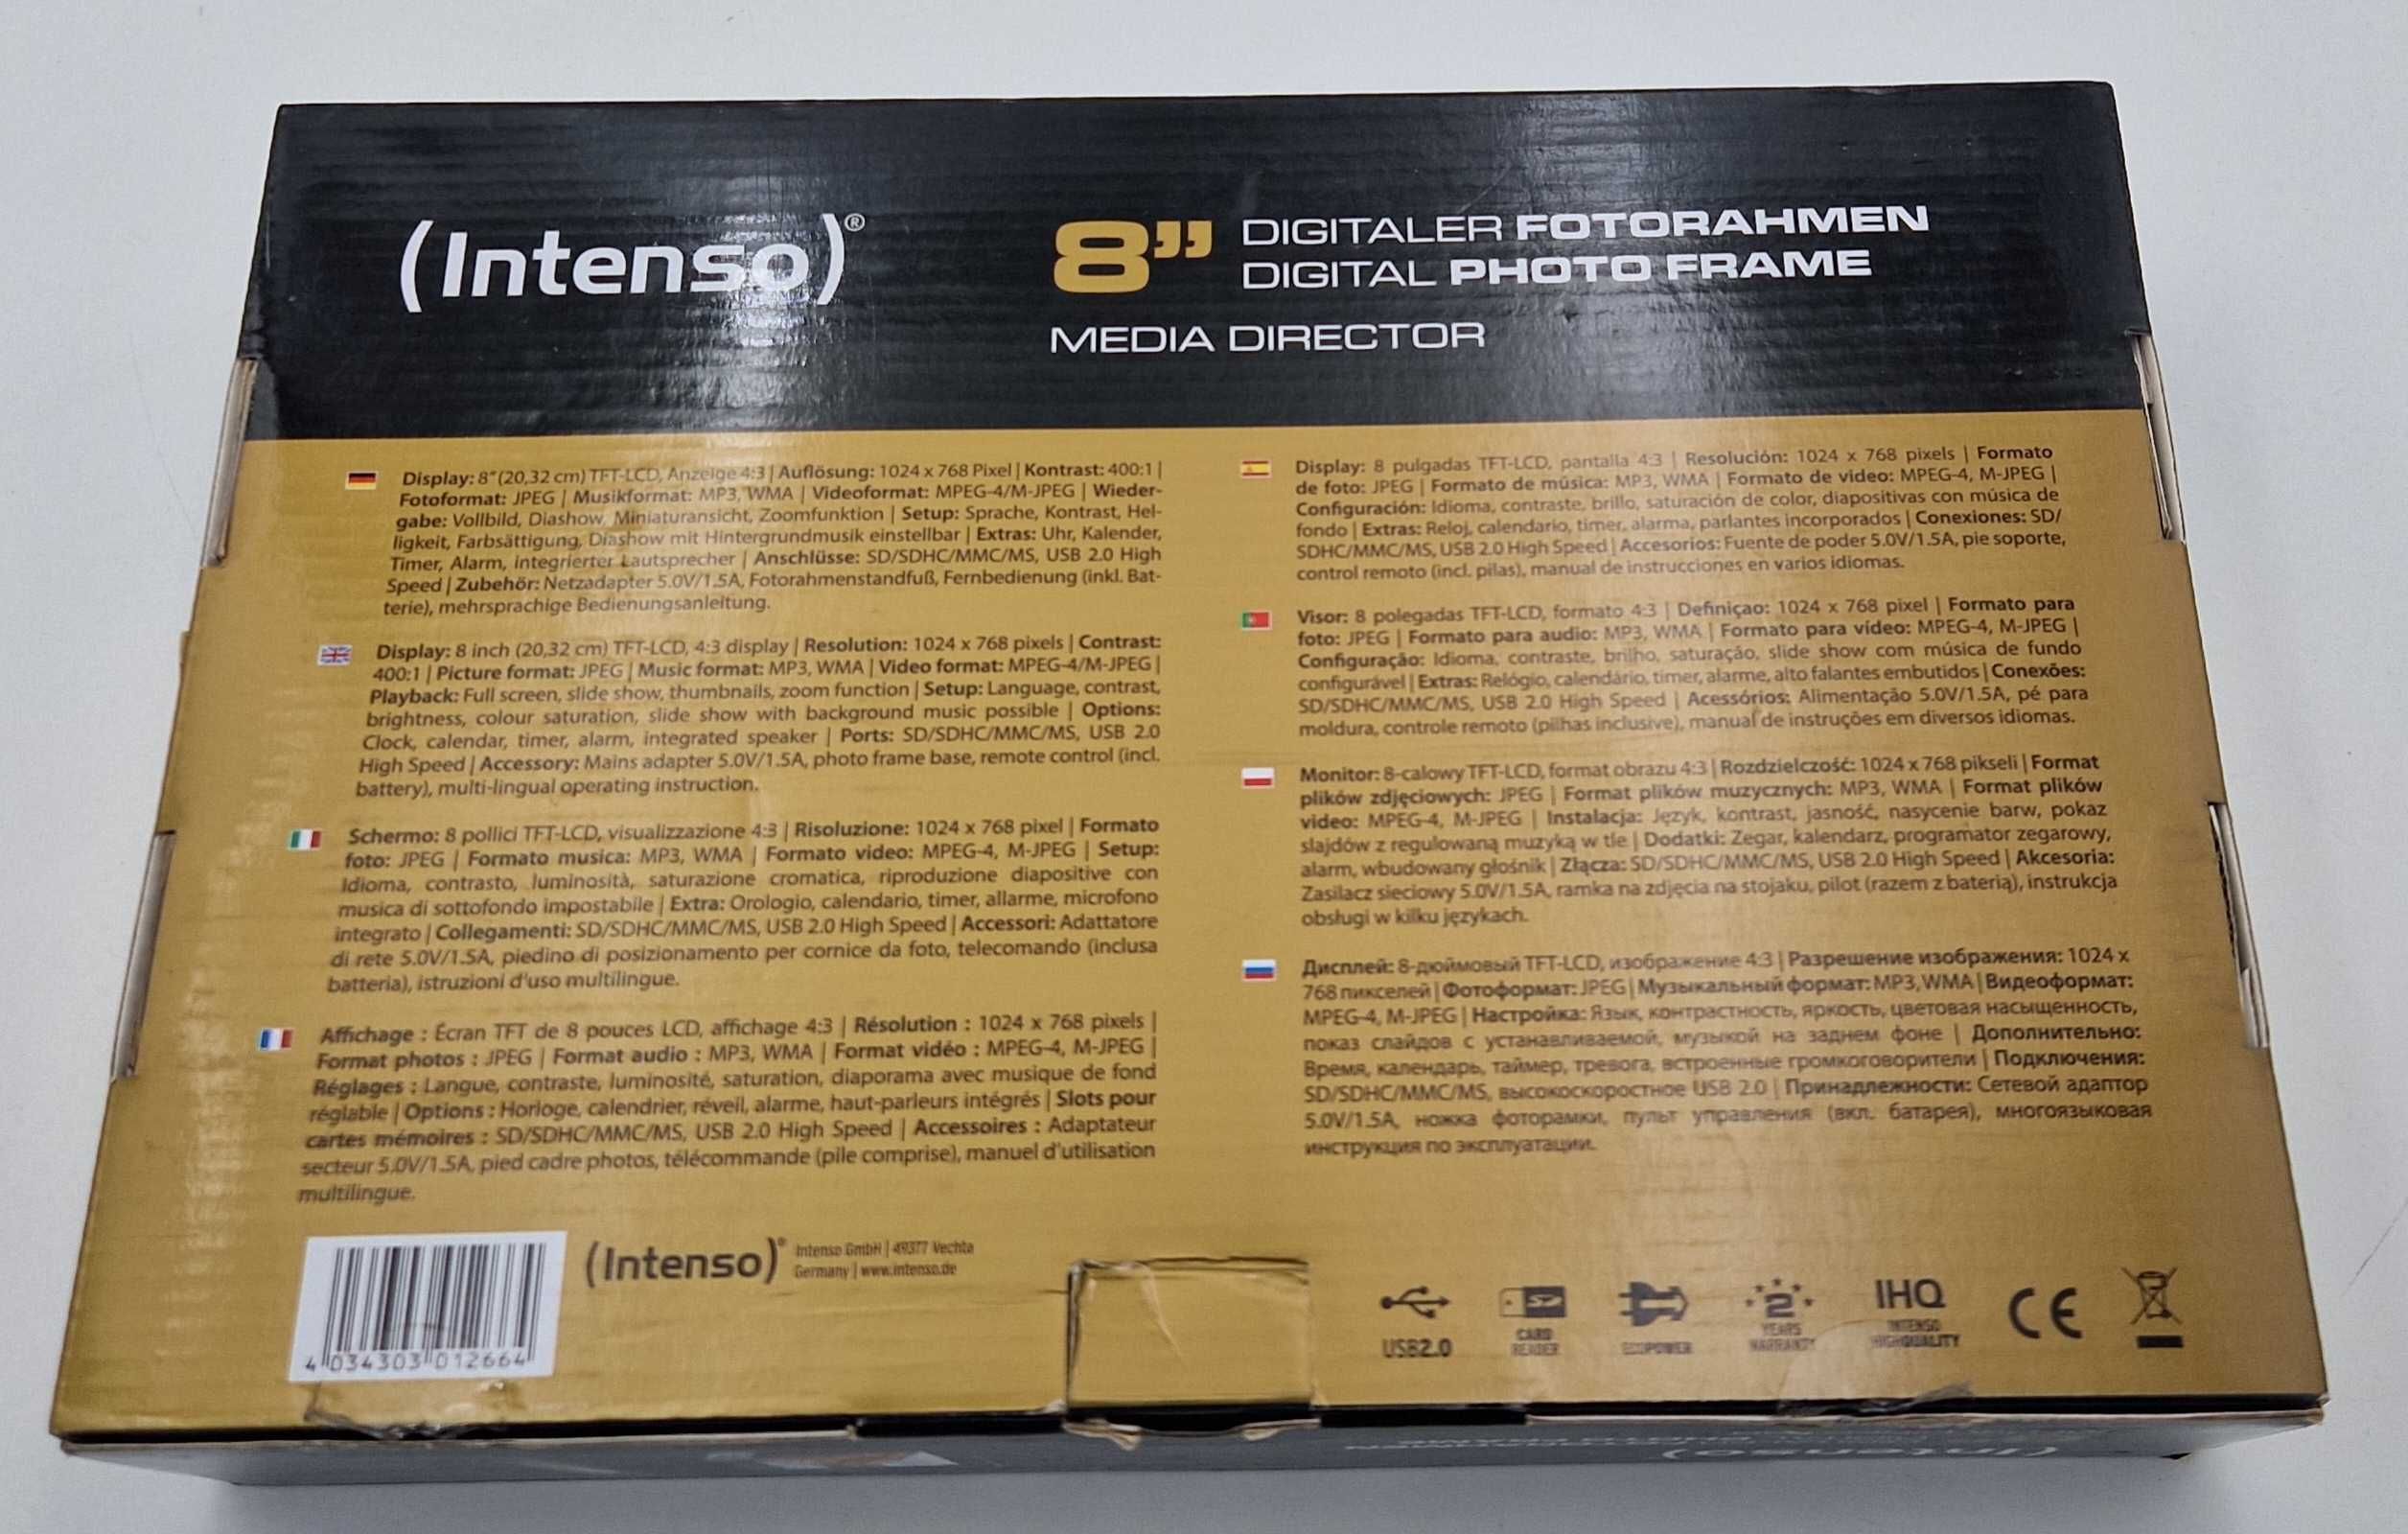 (Intenso)®
8”
DIGITALER FOTORAHMEN
DIGITAL PHOTO FRAME
MEDIA DIRECTOR
Display: 8" (20,32 cm) TFT-LCD, Anzeige 4:3 | Auflösung: 1024 x 768 Pixel | Kontrast: 400:1 |
Fotoformat: JPEG | Musikformat: MP3, WMA | Videoformat: MPEG-4/M-JPEG | Wieder-
gabe: Vollbild, Diashow, Miniaturansicht, Zoomfunktion | Setup: Sprache, Kontrast, Hel-
ligkeit, Farbsättigung, Diashow mit Hintergrundmusik einstellbar | Extras: Uhr, Kalender,
Timer, Alarm, integrierter Lautsprecher | Anschlüsse: SD/SDHC/MMC/MS, USB 2.0 High
Speed | Zubehör: Netzadapter 5.0V/1.5A, Fotorahmenstandfuß, Fernbedienung (inkl. Bat-
terie), mehrsprachige Bedienungsanleitung.
Display: 8 inch (20,32 cm) TFT-LCD, 4:3 display | Resolution: 1024 x 768 pixels | Contrast:
400:1 | Picture format: JPEG | Music format: MP3, WMA | Video format: MPEG-4/M-JPEG |
Playback: Full screen, slide show, thumbnails, zoom function | Setup: Language, contrast,
brightness, colour saturation, slide show with background music possible | Options:
Clock, calendar, timer, alarm, integrated speaker | Ports: SD/SDHC/MMC/MS, USB 2.0
High Speed | Accessory: Mains adapter 5.0V/1.5A, photo frame base, remote control (incl.
battery), multi-lingual operating instruction.
Schermo: 8 pollici TFT-LCD, visualizzazione 4:3 | Risoluzione: 1024 x 768 pixel | Formato
foto: JPEG | Formato musica: MP3, WMA | Formato video: MPEG-4, M-JPEG | Setup:
Idioma, contrasto, luminosità, saturazione cromatica, riproduzione diapositive con
musica di sottofondo impostabile | Extra: Orologio, calendario, timer, allarme, microfono
integrato | Collegamenti: SD/SDHC/MMC/MS, USB 2.0 High Speed | Accessori: Adattatore
di rete 5.0V/1.5A, piedino di posizionamento per cornice da foto, telecomando (inclusa
batteria), istruzioni d'uso multilingue.
Affichage : Écran TFT de 8 pouces LCD, affichage 4:3 | Résolution : 1024 x 768 pixels |
Format photos : JPEG | Format audio : MP3, WMA | Format vidéo : MPEG-4, M-JPEG |
Réglages : Langue, contraste, luminosité, saturation, diaporama avec musique de fond
réglable | Options : Horloge, calendrier, réveil, alarme, haut-parleurs intégrés | Slots pour
cartes mémoires : SD/SDHC/MMC/MS, USB 2.0 High Speed | Accessoires : Adaptateur
secteur 5.0V/1.5A, pied cadre photos, télécommande (pile comprise), manuel d'utilisation
multilingue.
Display: 8 pulgadas TFT-LCD, pantalla 4:3 | Resolución: 1024 x 768 pixels | Formato
de foto: JPEG | Formato de música: MP3, WMA | Formato de video: MPEG-4, M-JPEG |
Configuración: Idioma, contraste, brillo, saturación de color, diapositivas con música de
fondo | Extras: Reloj, calendario, timer, alarma, parlantes incorporados | Conexiones: SD/
SDHC/MMC/MS, USB 2.0 High Speed | Accesorios: Fuente de poder 5.0V/1.5A, pie soporte,
control remoto (incl. pilas), manual de instrucciones en varios idiomas.
Visor: 8 polegadas TFT-LCD, formato 4:3 | Definiçao: 1024 x 768 pixel | Formato para
foto: JPEG | Formato para audio: MP3, WMA | Formato para vídeo: MPEG-4, M-JPEG |
Configuração: Idioma, contraste, brilho, saturação, slide show com música de fundo
configurável | Extras: Relógio, calendário, timer, alarme, alto falantes embutidos | Conexões:
SD/SDHC/MMC/MS, USB 2.0 High Speed | Acessórios: Alimentação 5.0V/1.5A, pé para
moldura, controle remoto (pilhas inclusive), manual de instruções em diversos idiomas.
Monitor: 8-calowy TFT-LCD, format obrazu 4:3 | Rozdzielczość: 1024 x 768 pikseli | Format
plików zdjęciowych: JPEG | Format plików muzycznych: MP3, WMA | Format plików
video: MPEG-4, M-JPEG | Instalacja: Język, kontrast, jasność, nasycenie barw, pokaz
slajdów z regulowaną muzyką w tle | Dodatki: Zegar, kalendarz, programator zegarowy,
alarm, wbudowany głośnik | Złącza: SD/SDHC/MMC/MS, USB 2.0 High Speed | Akcesoria:
Zasilacz sieciowy 5.0V/1.5A, ramka na zdjęcia na stojaku, pilot (razem z baterią), instrukcja
obsługi w kilku językach.
Дисплей: 8-дюймовый TFT-LCD, изображение 4:3 | Разрешение изображения: 1024 x
768 пикселей | Фотоформат: JPEG | Музыкальный формат: MP3, WMA | Видеоформат:
MPEG-4, M-JPEG | Настройка: Язык, контрастность, яркость, цветовая насыщенность,
показ слайдов с устанавливаемой, музыкой на заднем фоне | Дополнительно:
Время, календарь, таймер, тревога, встроенные громкоговорители | Подключения:
SD/SDHC/MMC/MS, высокоскоростное USB 2.0 | Принадлежности: Сетевой адаптор
5.0V/1.5A, ножка фоторамки, пульт управления (вкл. батарея), многоязыковая
инструкция по эксплуатации.
4 034303 012664
(Intenso)®
Intenso GmbH | 49377 Vechta
Germany | www.intenso.de
USB2.0
SD
CARD
READER
ECOPOWER
2
YEARS
WARRANTY
IHQ
INTENSO
HIGHQUALITY
CE
(Intenso)